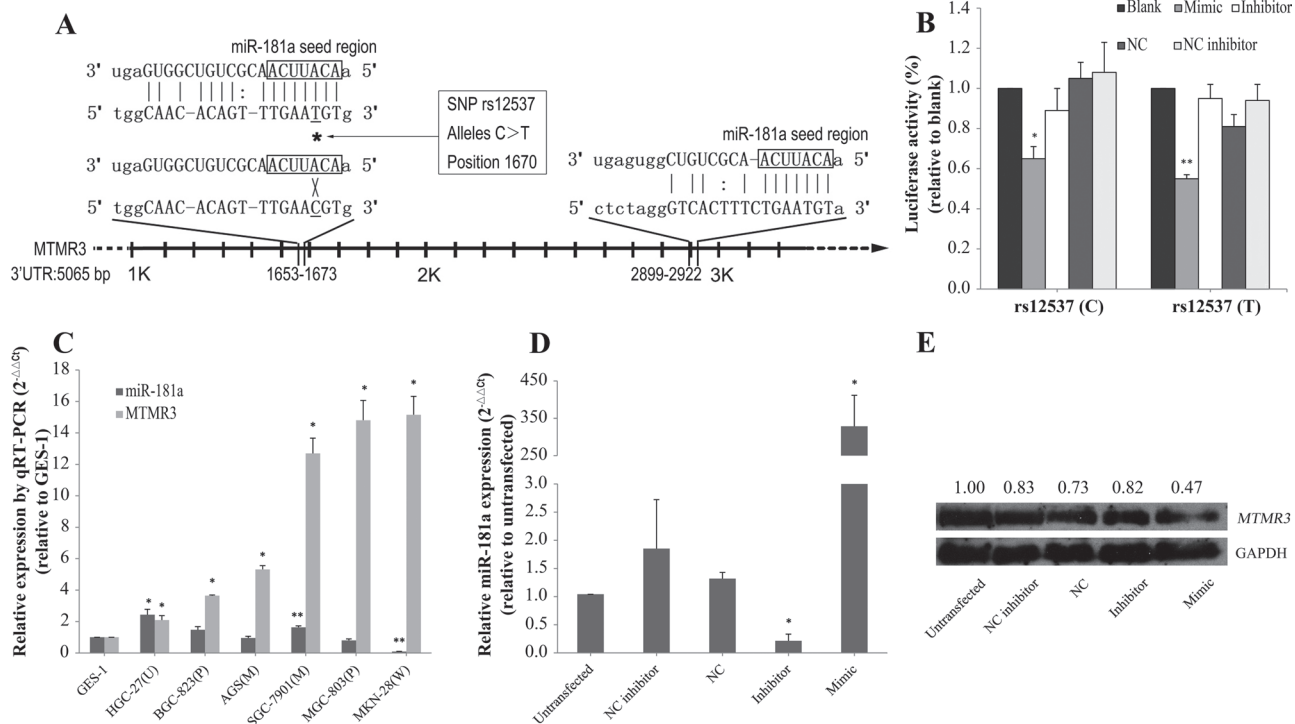 A
miR-181a seed region
3' ugaGUGGCUGUCGCAACUUACAa 5'
5' tggCAAC-ACAGT-TTGAATGTg 3'
*
3' ugaGUGGCUGUCGCAACUUACAa 5'
5' tggCAAC-ACAGT-TTGAACGTg 3'
SNP rs12537
Alleles C>T
Position 1670
miR-181a seed region
3' ugaguggCUGUCGCA-ACUUACAa 5'
5' ctctaggGTCACTTTCTGAATGTa 3'
MTMR3
3'UTR:5065 bp
1K
1653-1673
2K
2899-2922
3K
B
Blank
Mimic
Inhibitor
NC
NC inhibitor
Luciferase activity (%)
(relative to blank)
1.4
1.2
1.0
0.8
0.6
0.4
0.2
0.0
*
**
rs12537 (C)
rs12537 (T)
C
Relative expression by qRT-PCR (2-△△Ct)
(relative to GES-1)
18
16
14
12
10
8
6
4
2
0
miR-181a
MTMR3
*
*
*
*
**
*
*
**
*
GES-1
HGC-27(U)
BGC-823(P)
AGS(M)
SGC-7901(M)
MGC-803(P)
MKN-28(W)
D
Relative miR-181a expression (2-△△Ct)
(relative to untransfected)
450
350
250
3.0
2.5
2.0
1.5
1.0
0.5
0.0
*
*
Untransfected
NC inhibitor
NC
Inhibitor
Mimic
E
1.00 0.83 0.73 0.82 0.47
MTMR3
GAPDH
Untransfected
NC inhibitor
NC
Inhibitor
Mimic